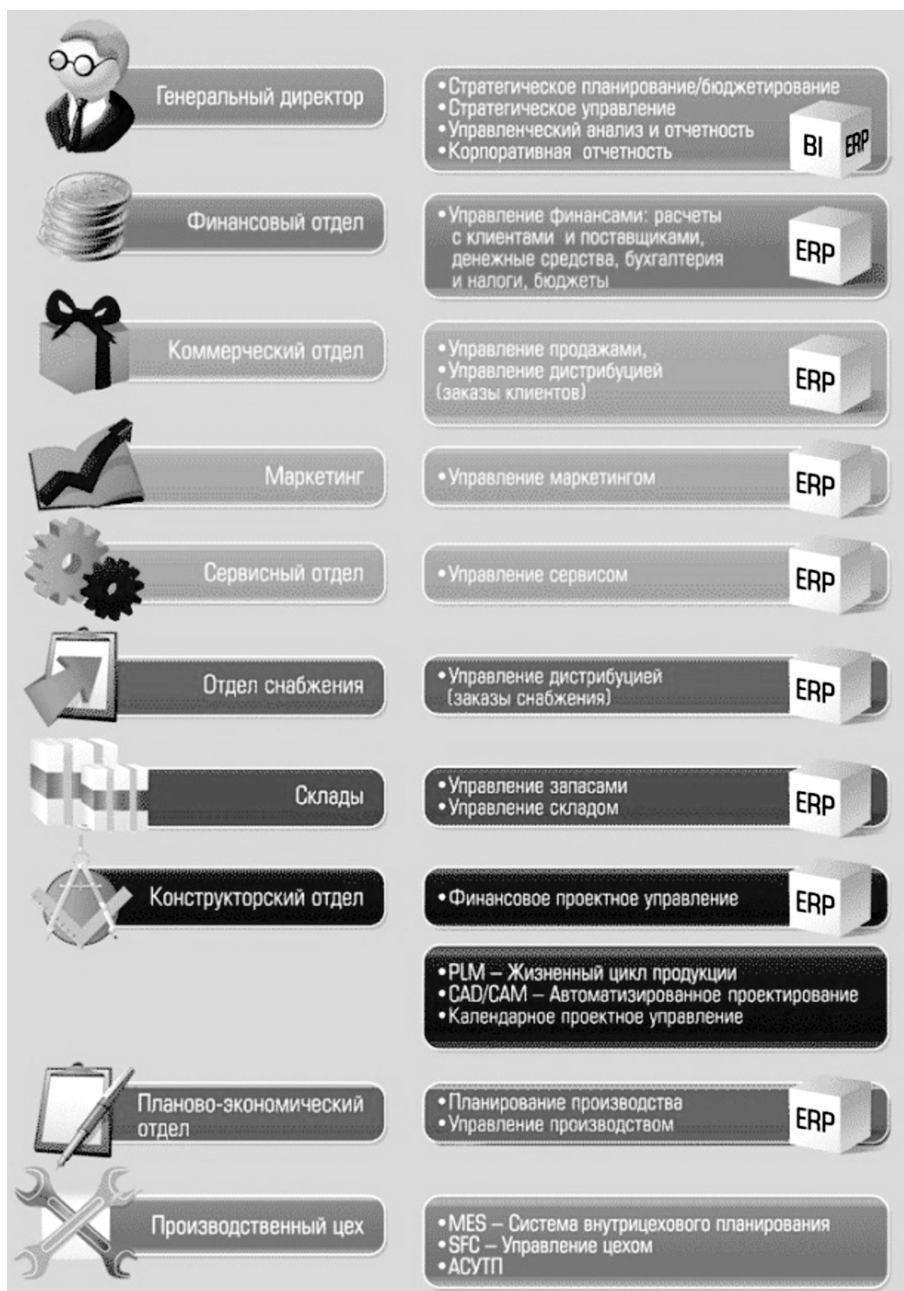 Генеральный директор
•Стратегическое планирование/бюджетирование
•Стратегическое управление
•Управленческий анализ и отчетность
•Корпоративная отчетность
BI ERP
Финансовый отдел
•Управление финансами: расчеты
с клиентами и поставщиками,
денежные средства, бухгалтерия
и налоги, бюджеты
ERP
Коммерческий отдел
•Управление продажами,
•Управление дистрибуцией
(заказы клиентов)
ERP
Маркетинг
•Управление маркетингом
ERP
Сервисный отдел
•Управление сервисом
ERP
Отдел снабжения
•Управление дистрибуцией
(заказы снабжения)
ERP
Склады
•Управление запасами
•Управление складом
ERP
Конструкторский отдел
•Финансовое проектное управление
ERP
•PLM – Жизненный цикл продукции
•CAD/CAM – Автоматизированное проектирование
•Календарное проектное управление
Планово-экономический
отдел
•Планирование производства
•Управление производством
ERP
Производственный цех
•MES – Система внутрицехового планирования
•SFC – Управление цехом
•АСУТП